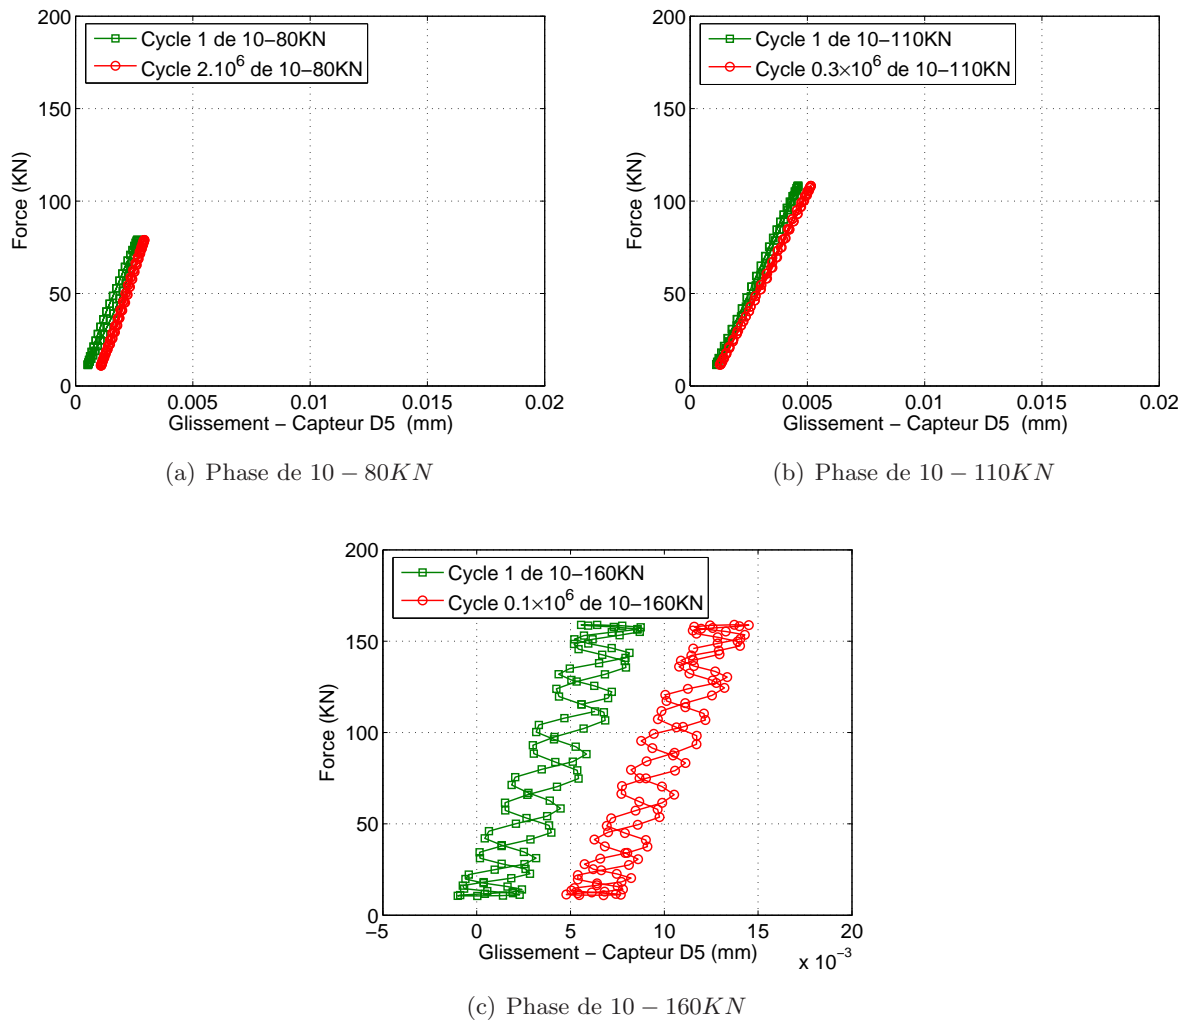 200
150
100
50
0
Force (KN)
Cycle 1 de 10−80KN
Cycle 2.10^6 de 10−80KN
0 0.005 0.01 0.015 0.02
Glissement − Capteur D5 (mm)
(a) Phase de 10 − 80KN
200
150
100
50
0
Force (KN)
Cycle 1 de 10−110KN
Cycle 0.3×10^6 de 10−110KN
0 0.005 0.01 0.015 0.02
Glissement − Capteur D5 (mm)
(b) Phase de 10 − 110KN
200
150
100
50
0
Force (KN)
Cycle 1 de 10−160KN
Cycle 0.1×10^6 de 10−160KN
−5 0 5 10 15 20
Glissement − Capteur D5 (mm)
x 10^−3
(c) Phase de 10 − 160KN